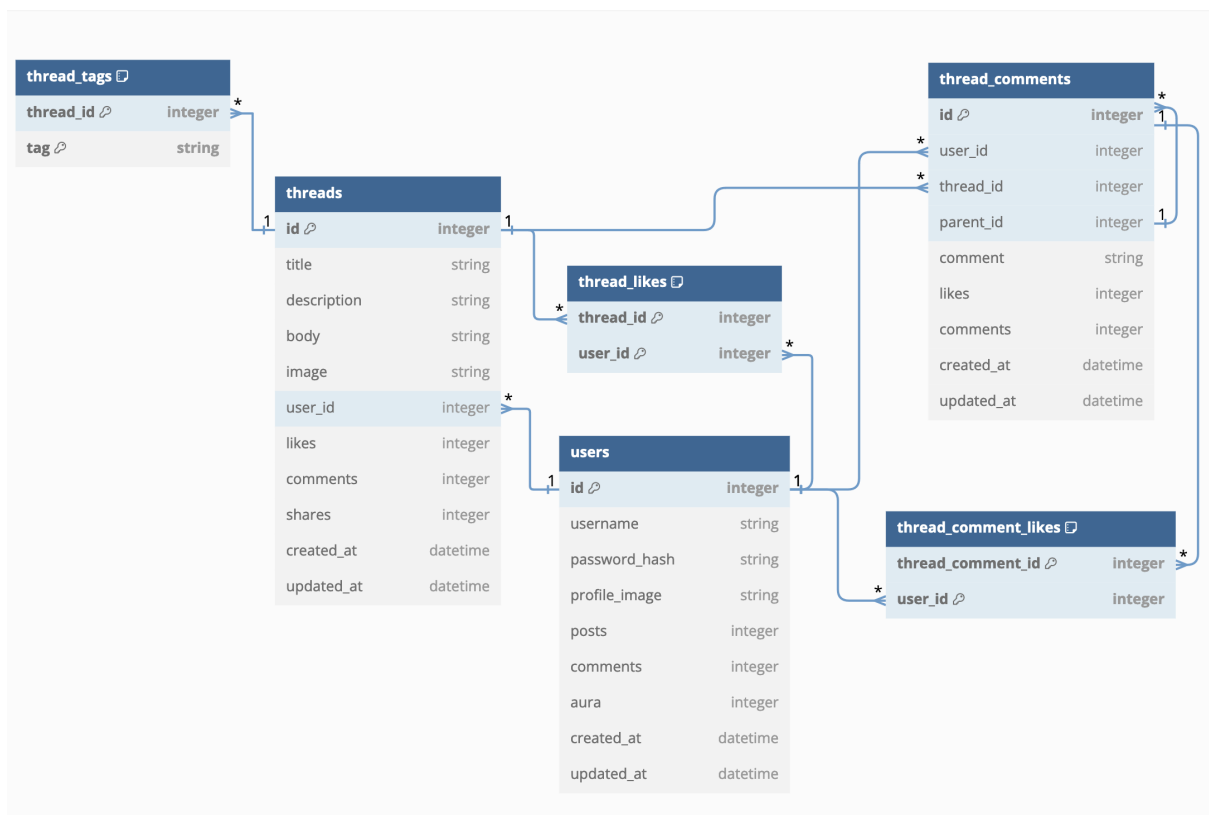 thread_tags
thread_id integer
tag string
threads
id integer
title string
description string
body string
image string
user_id integer
likes integer
comments integer
shares integer
created_at datetime
updated_at datetime
thread_likes
thread_id integer
user_id integer
users
id integer
username string
password_hash string
profile_image string
posts integer
comments integer
aura integer
created_at datetime
updated_at datetime
thread_comments
id integer
user_id integer
thread_id integer
parent_id integer
comment string
likes integer
comments integer
created_at datetime
updated_at datetime
thread_comment_likes
thread_comment_id integer
user_id integer
*
1
1
*
*
1
*
1
*
*
*
1
1
*
*